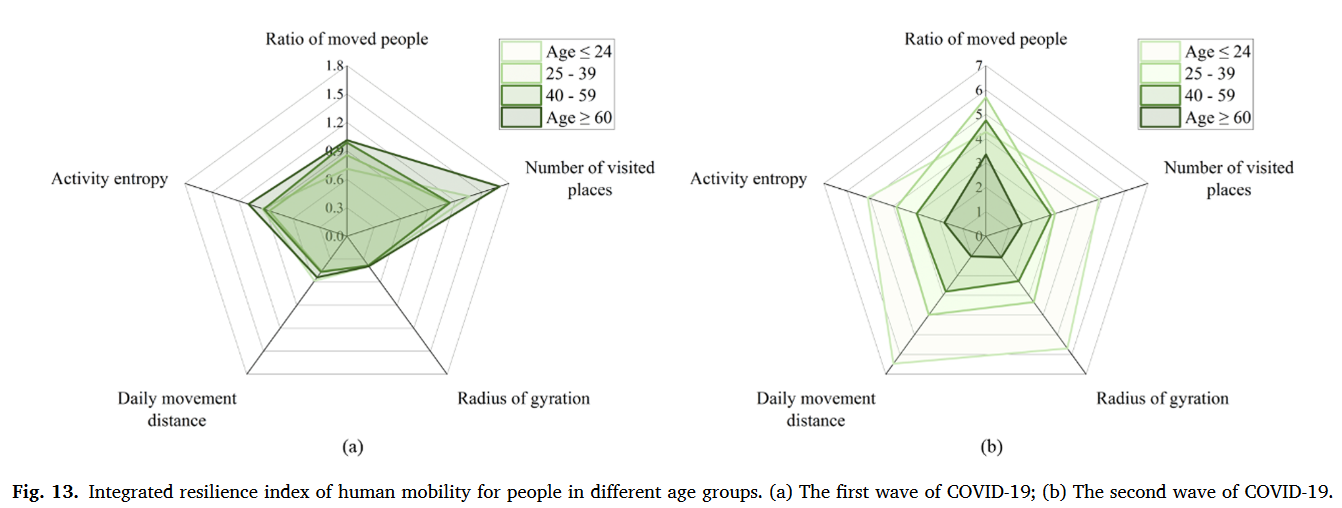 Ratio of moved people
1.8
1.5
1.2
0.9
0.6
0.3
0.0
Age ≤ 24
25 - 39
40 - 59
Age ≥ 60
Number of visited
places
Activity entropy
Daily movement
distance
Radius of gyration
(a)
Ratio of moved people
7
6
5
4
3
2
1
0
Age ≤ 24
25 - 39
40 - 59
Age ≥ 60
Number of visited
places
Activity entropy
Daily movement
distance
Radius of gyration
(b)
Fig. 13. Integrated resilience index of human mobility for people in different age groups. (a) The first wave of COVID-19; (b) The second wave of COVID-19.